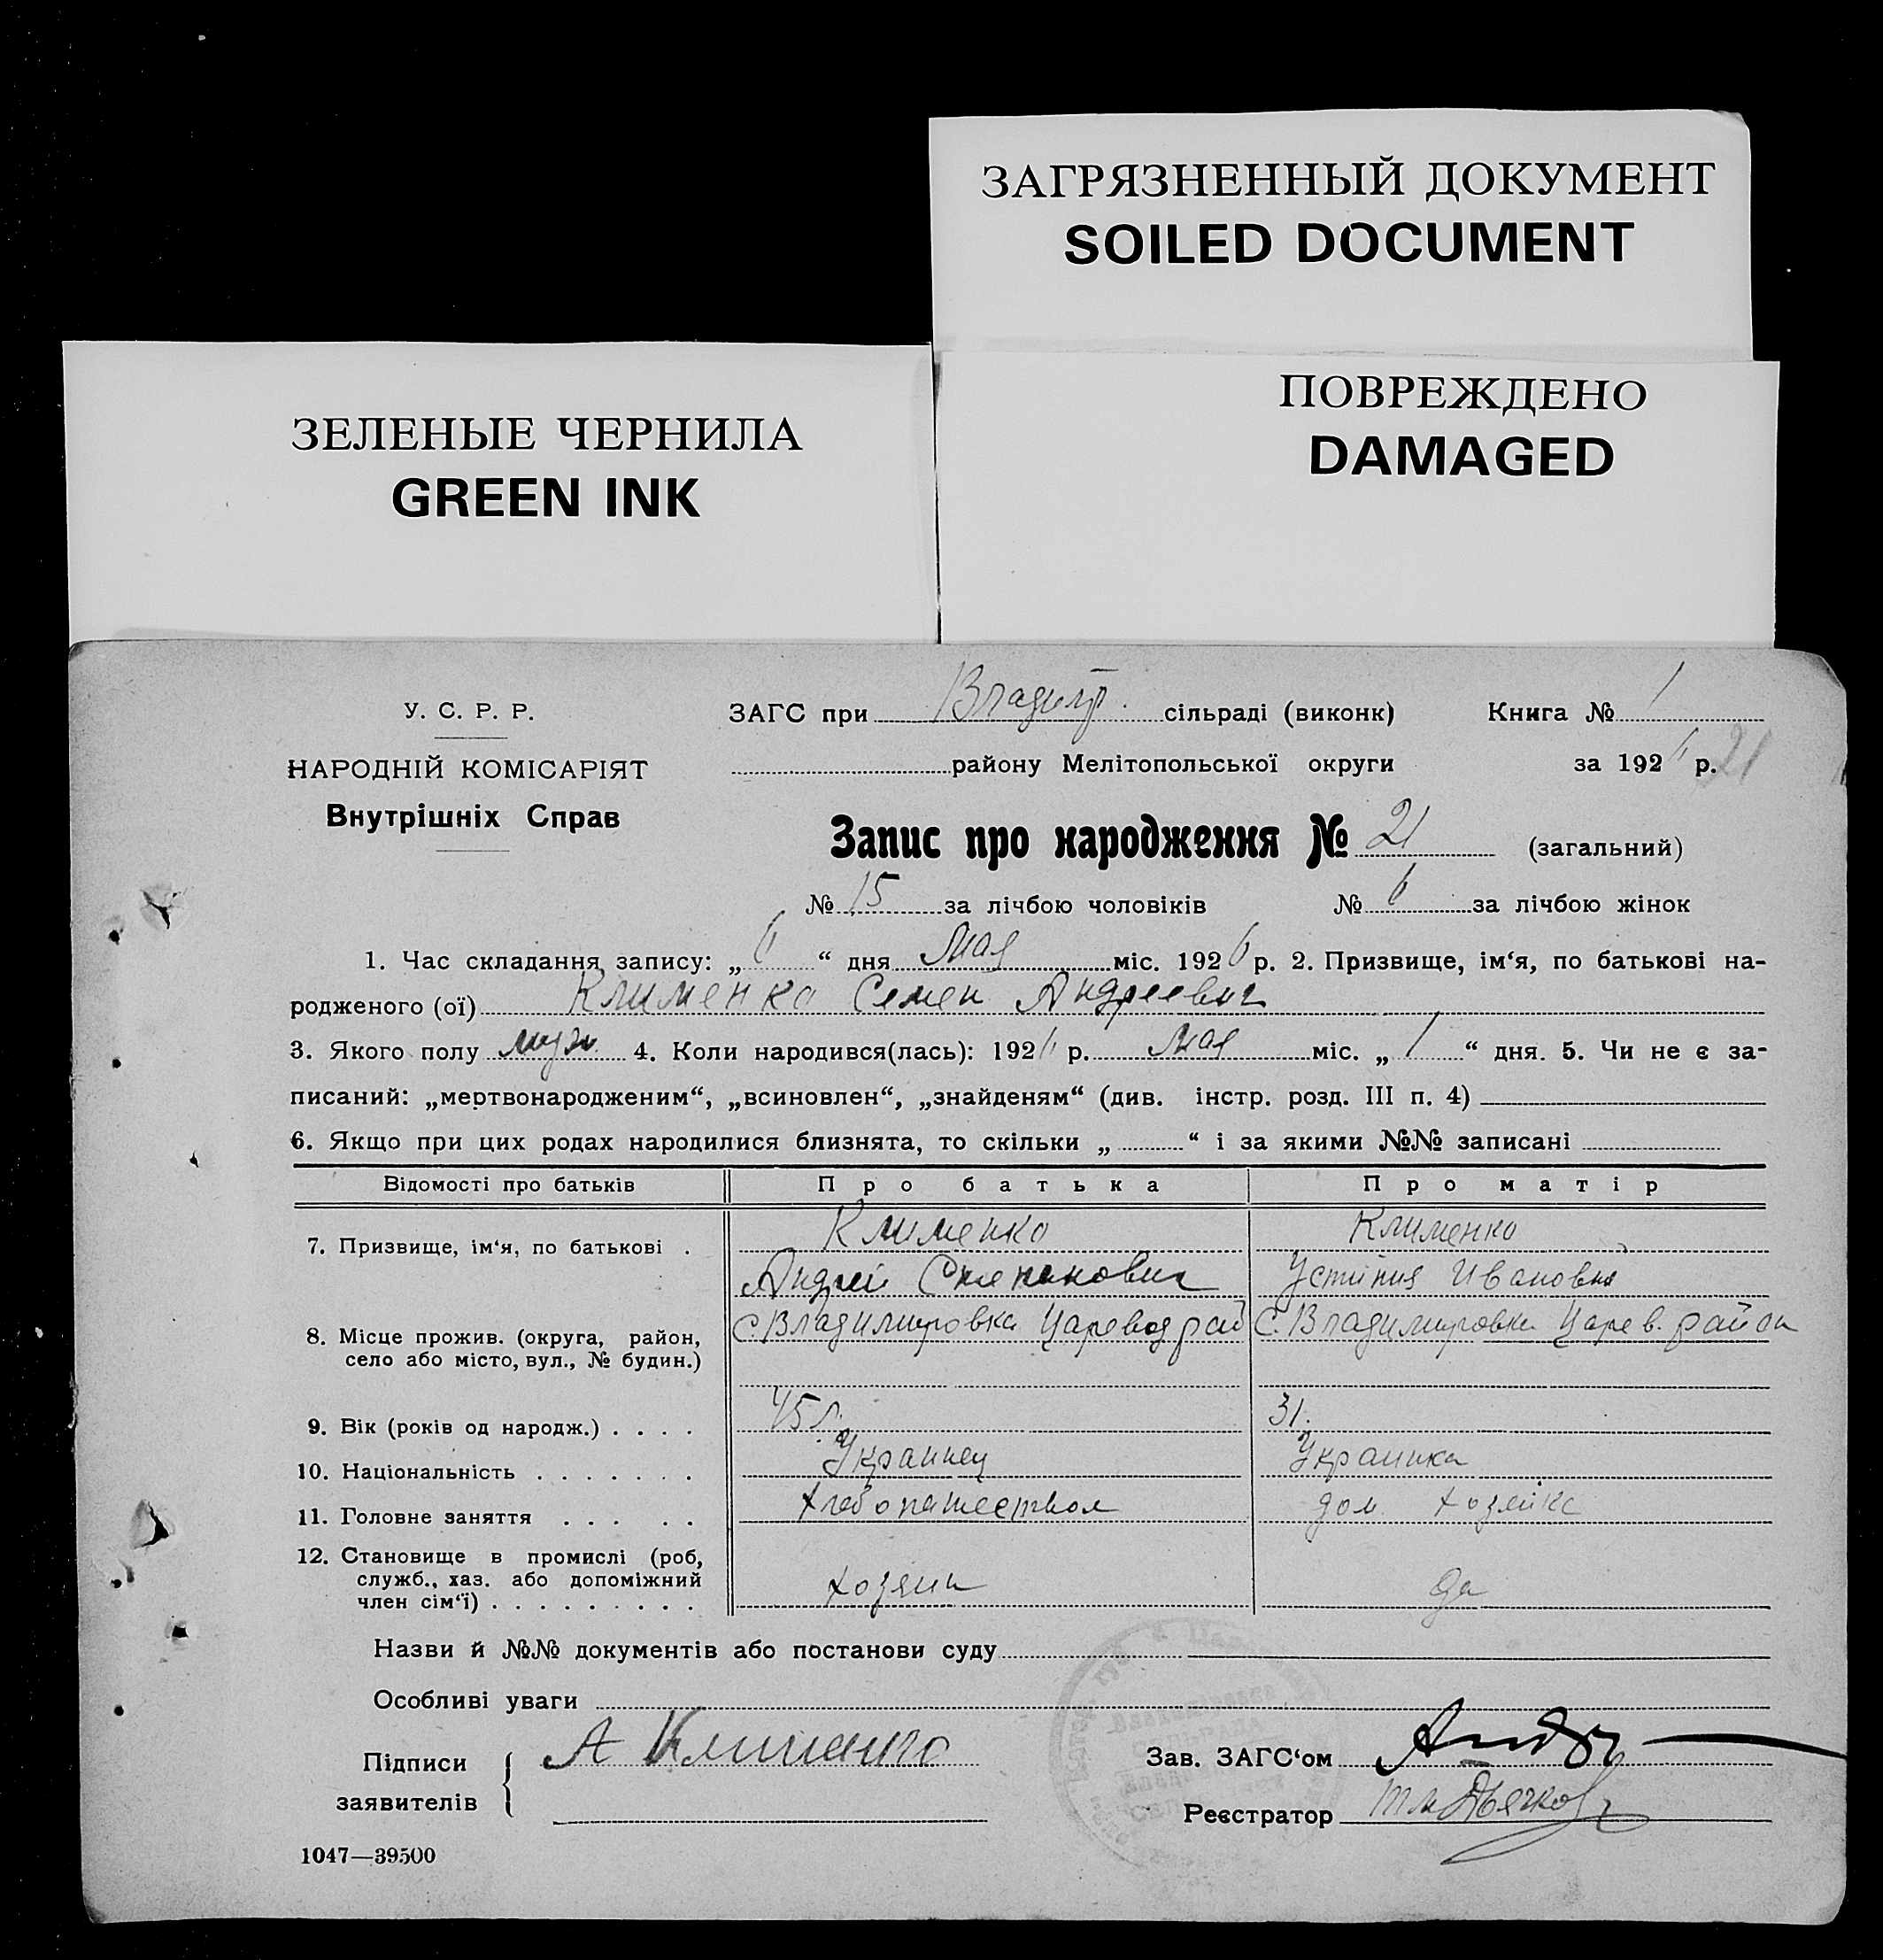 ЗАГРЯЗНЕННЫЙ ДОКУМЕНТ
SOILED DOCUMENT
ЗЕЛЕНЫЕ ЧЕРНИЛА
GREEN INK
ПОВРЕЖДЕНО
DAMAGED
У. С. Р. Р.
НАРОДНІЙ КОМІСАРІЯТ
Внутрішніх Справ
ЗАГС при Владимр. сільраді (виконк) Книга № 1
району Мелітопольської округи за 1926 р. 21
Запис про народження № 21 (загальний)
№ 15 за лічбою чоловіків № 6 за лічбою жінок
1. Час складання запису: „ 6 “ дня Мая міс. 1926 р. 2. Призвище, ім‘я, по батькові на-
родженого (ої) Клименко Семен Андреевич
3. Якого полу муж. 4. Коли народився(лась): 1926 р. Мая міс. „ 1 “ дня. 5. Чи не є за-
писаний: „мертвонародженим“, „всиновлен“, „знайденям“ (див. інстр. розд. III п. 4)
6. Якщо при цих родах народилися близнята, то скільки „ “ і за якими №№ записані
Відомості про батьків Про батька Про матір
7. Призвище, ім‘я, по батькові . Клименко Клименко
Андрей Степанович Устиния Ивановна
8. Місце прожив. (округа, район, село або місто, вул., № будин.) с. Владимировка Царевод рай С. Владимировка Царев. район
9. Вік (років од народж.) . . . . 45 л. 31.
10. Національність . . . . . . . Украинец Украинка
11. Головне заняття . . . . . Хлебопашеством дом. хозяйка
12. Становище в промислі (роб, служб., хаз. або допоміжний член сім‘ї) . . . . . . . . . хозяин да
Назви й №№ документів або постанови суду
Особливі уваги
Підписи заявителів А Клименко
Зав. ЗАГС‘ом
Реєстратор Дьячков
1047—39500